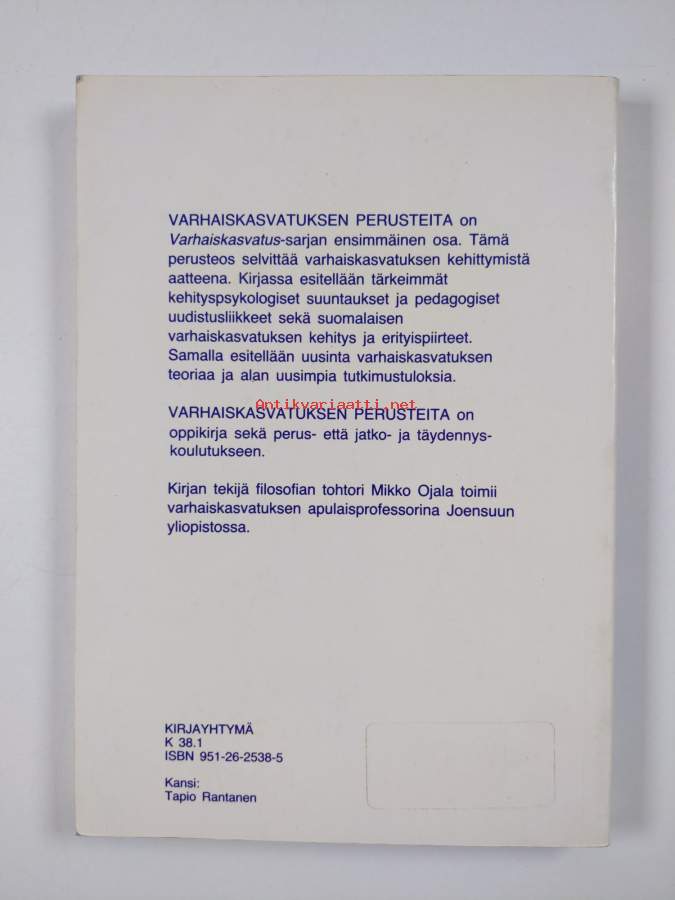 VARHAISKASVATUKSEN PERUSTEITA on
Varhaiskasvatus-sarjan ensimmäinen osa. Tämä
perusteos selvittää varhaiskasvatuksen kehittymistä
aatteena. Kirjassa esitellään tärkeimmät
kehityspsykologiset suuntaukset ja pedagogiset
uudistusliikkeet sekä suomalaisen
varhaiskasvatuksen kehitys ja erityispiirteet.
Samalla esitellään uusinta varhaiskasvatuksen
teoriaa ja alan uusimpia tutkimustuloksia.
Antikvariaatti.net
VARHAISKASVATUKSEN PERUSTEITA on
oppikirja sekä perus- että jatko- ja täydennys-
koulutukseen.
Kirjan tekijä filosofian tohtori Mikko Ojala toimii
varhaiskasvatuksen apulaisprofessorina Joensuun
yliopistossa.
KIRJAYHTYMÄ
K 38.1
ISBN 951-26-2538-5
Kansi:
Tapio Rantanen